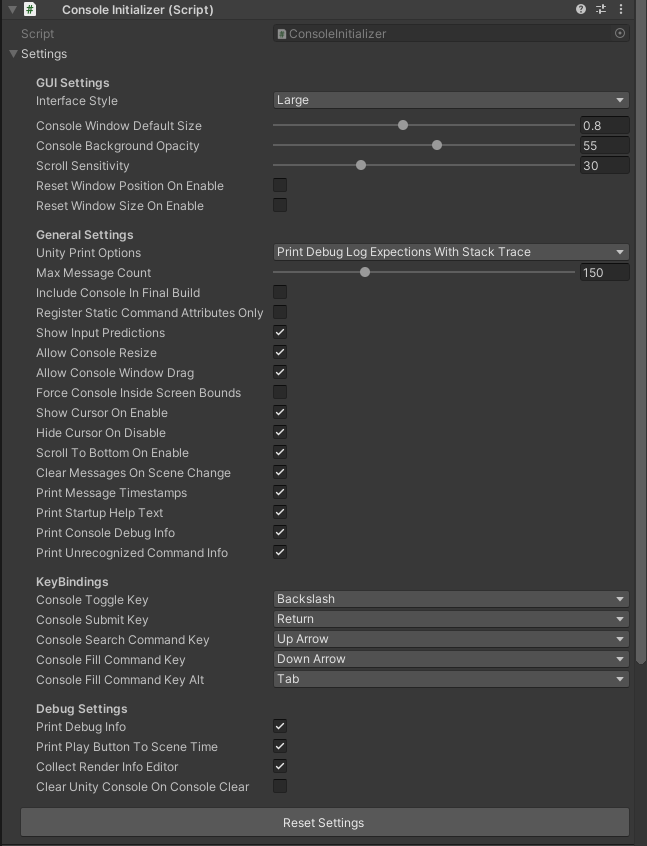 Console Initializer (Script)
Script ConsoleInitializer
Settings
GUI Settings
Interface Style Large
Console Window Default Size 0.8
Console Background Opacity 55
Scroll Sensitivity 30
Reset Window Position On Enable
Reset Window Size On Enable
General Settings
Unity Print Options Print Debug Log Expections With Stack Trace
Max Message Count 150
Include Console In Final Build
Register Static Command Attributes Only
Show Input Predictions
Allow Console Resize
Allow Console Window Drag
Force Console Inside Screen Bounds
Show Cursor On Enable
Hide Cursor On Disable
Scroll To Bottom On Enable
Clear Messages On Scene Change
Print Message Timestamps
Print Startup Help Text
Print Console Debug Info
Print Unrecognized Command Info
KeyBindings
Console Toggle Key Backslash
Console Submit Key Return
Console Search Command Key Up Arrow
Console Fill Command Key Down Arrow
Console Fill Command Key Alt Tab
Debug Settings
Print Debug Info
Print Play Button To Scene Time
Collect Render Info Editor
Clear Unity Console On Console Clear
Reset Settings